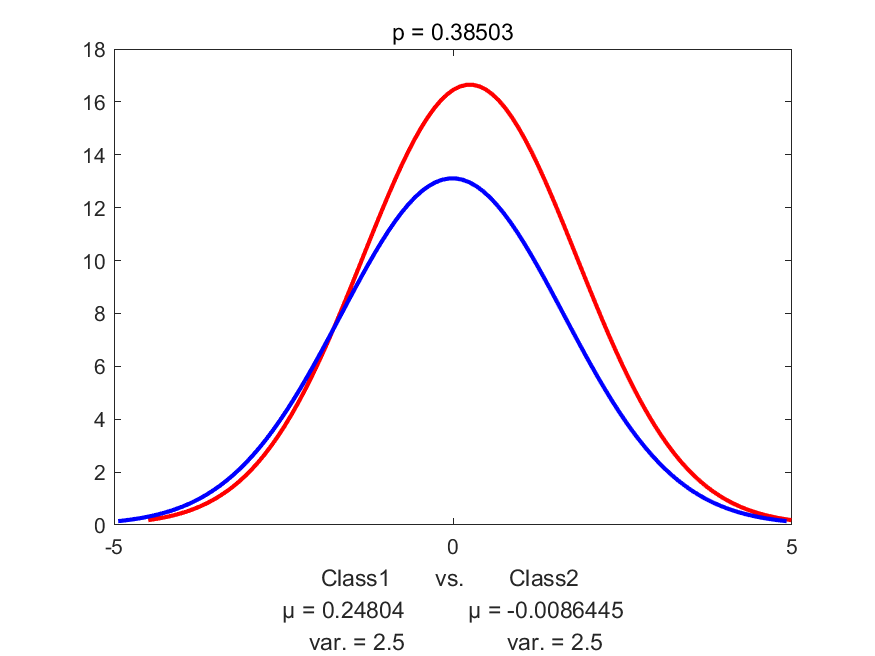 p = 0.38503
18
16
14
12
10
8
6
4
2
0
-5 0 5
Class1 vs. Class2
μ = 0.24804 μ = -0.0086445
var. = 2.5 var. = 2.5